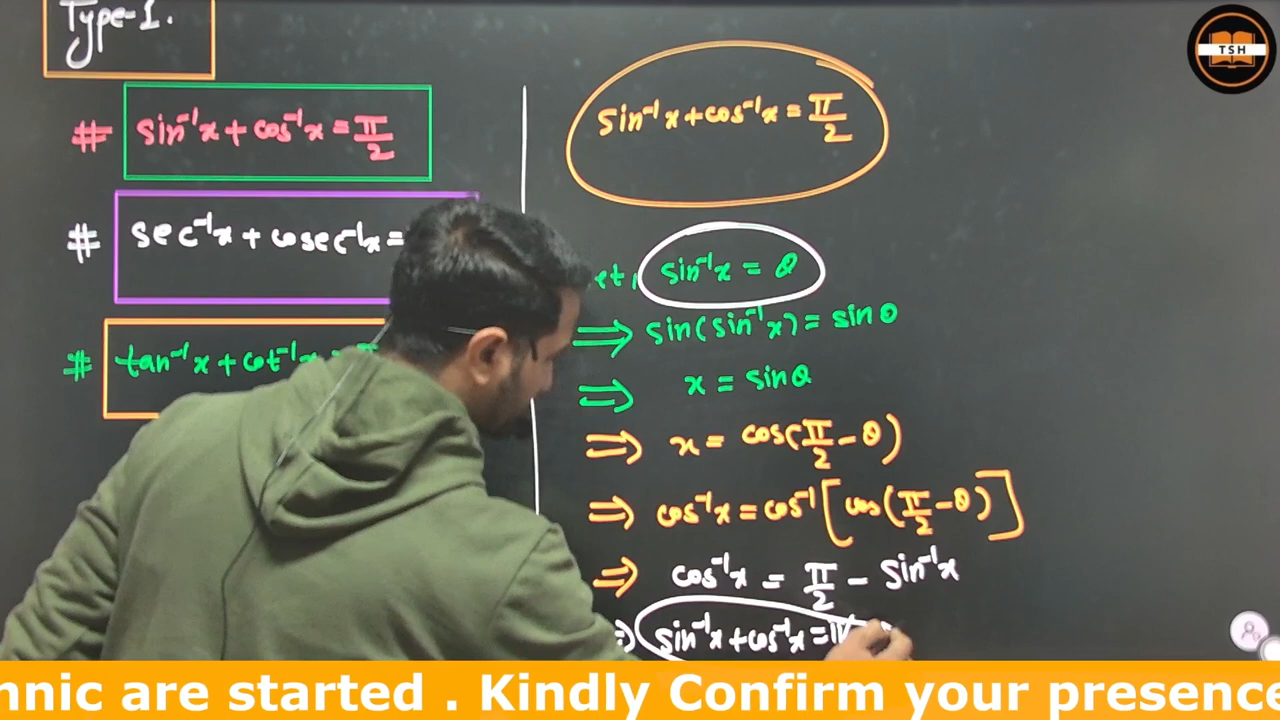 Type-1.
TSH
# sin⁻¹x + cos⁻¹x = π/2
# sec⁻¹x + cosec⁻¹x =
# tan⁻¹x + cot⁻¹x = π
sin⁻¹x + cos⁻¹x = π/2
sin⁻¹x = θ
⇒ sin(sin⁻¹x) = sin θ
⇒ x = sin θ
⇒ x = cos(π/2 - θ)
⇒ cos⁻¹x = cos⁻¹[cos(π/2 - θ)]
⇒ cos⁻¹x = π/2 - sin⁻¹x
sin⁻¹x + cos⁻¹x =
nnic are started . Kindly Confirm your presence